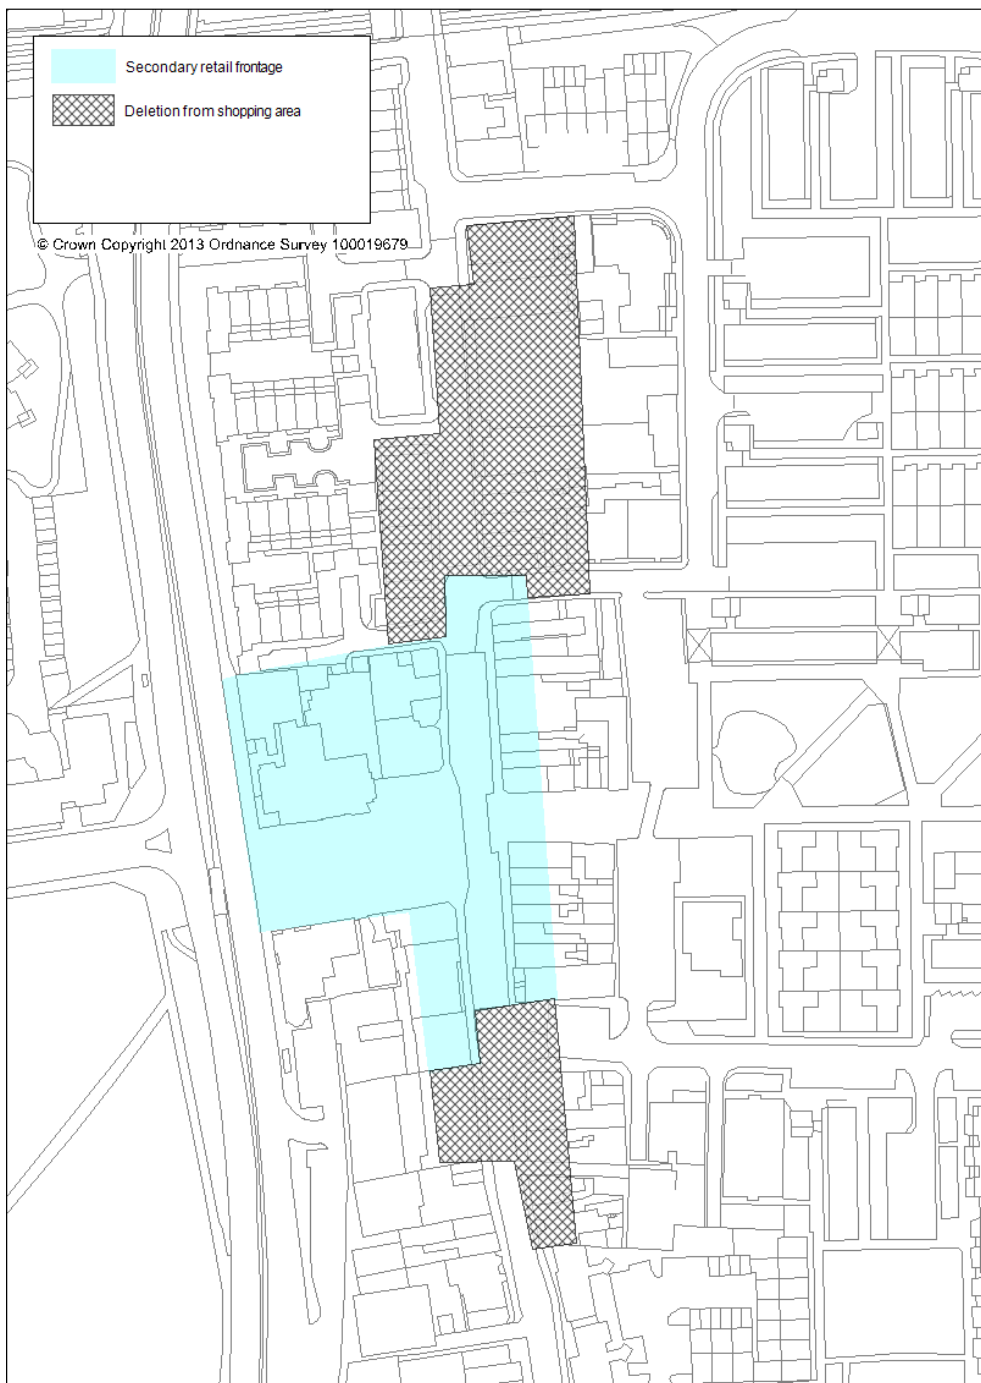 Secondary retail frontage
Deletion from shopping area
© Crown Copyright 2013 Ordnance Survey 100019679